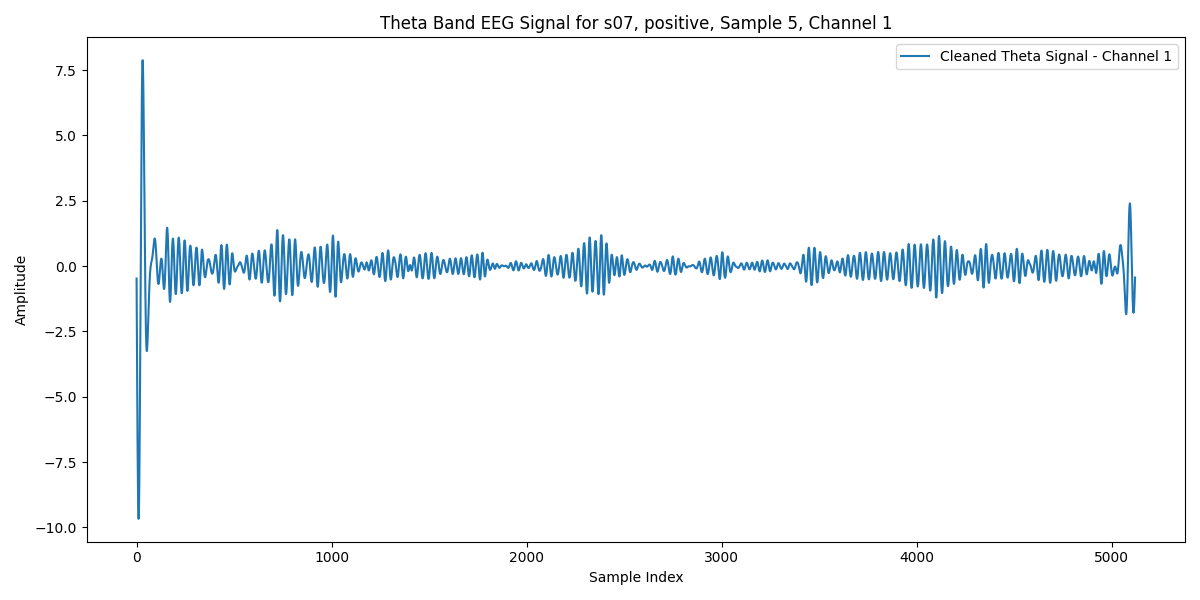 Theta Band EEG Signal for s07, positive, Sample 5, Channel 1
Cleaned Theta Signal - Channel 1
7.5
5.0
2.5
0.0
−2.5
−5.0
−7.5
−10.0
Amplitude
0 1000 2000 3000 4000 5000
Sample Index